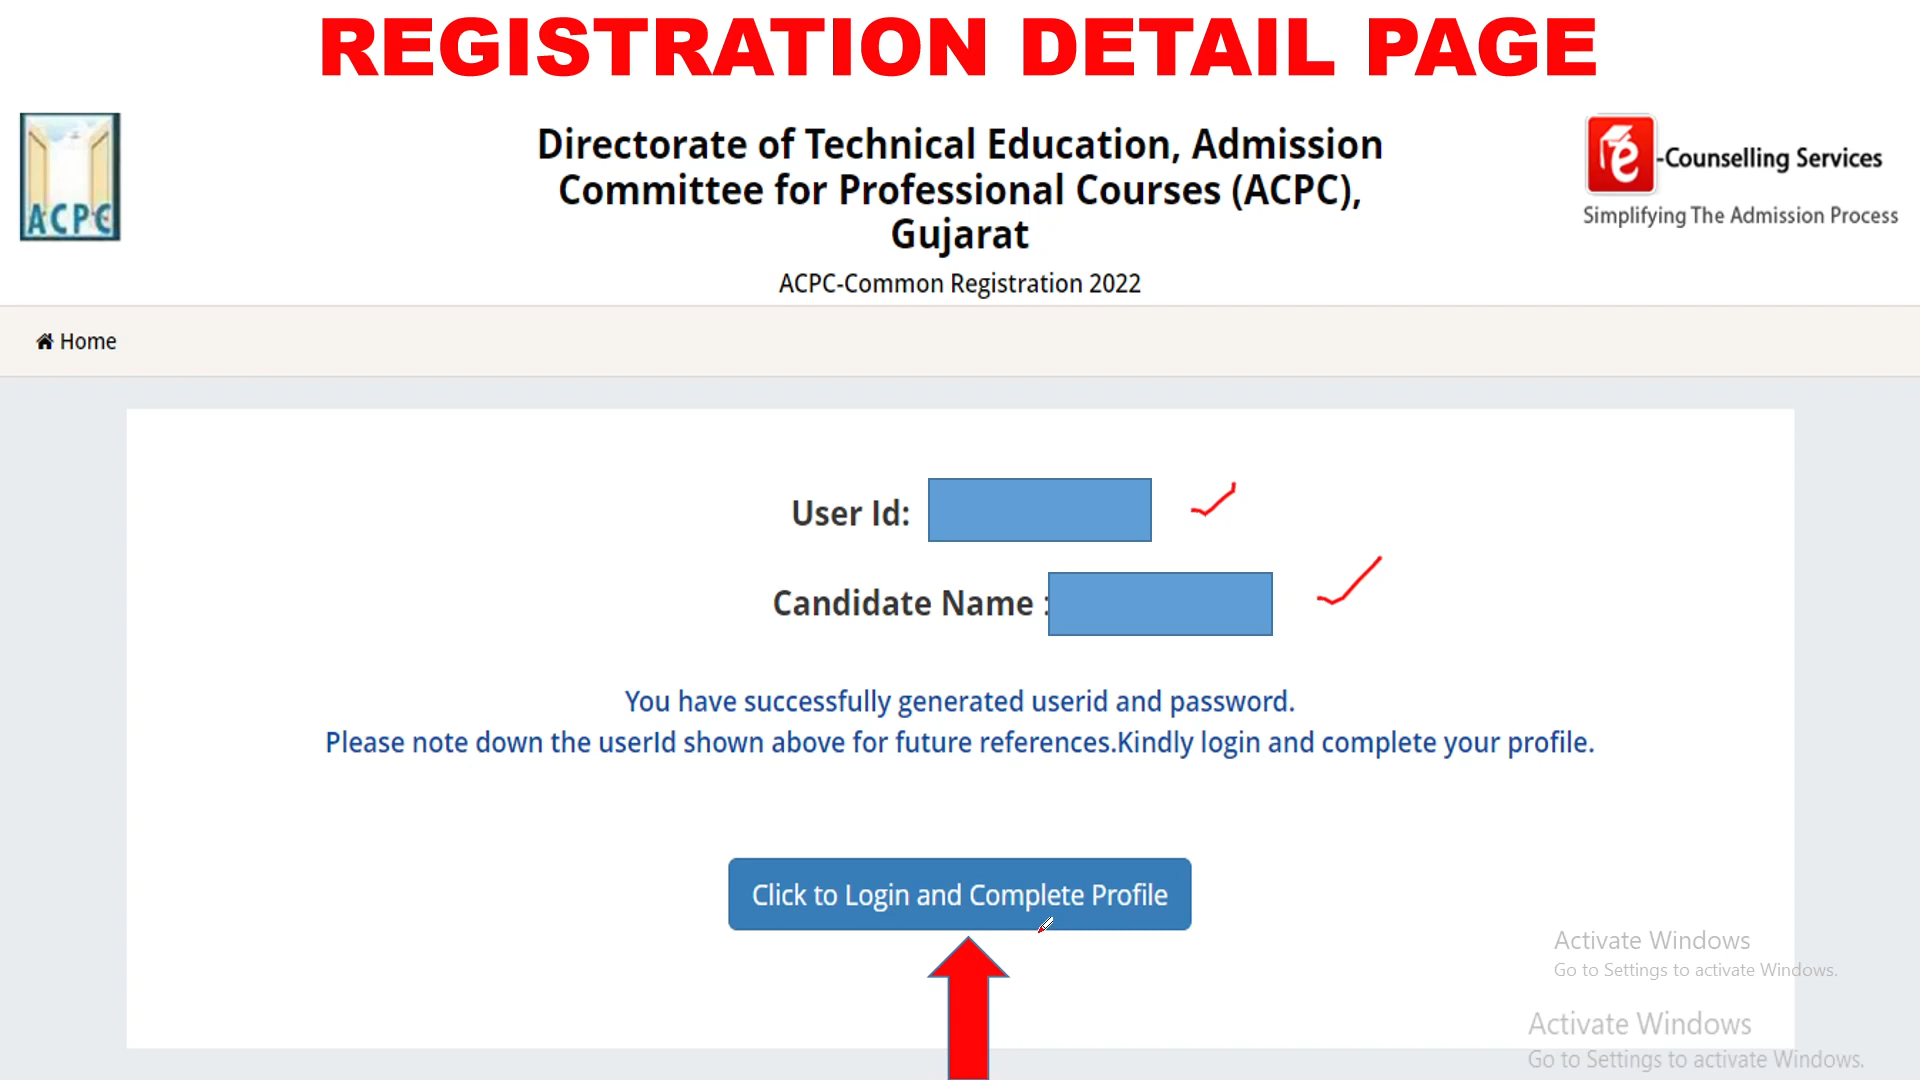 REGISTRATION DETAIL PAGE
ACPC
Directorate of Technical Education, Admission
Committee for Professional Courses (ACPC),
Gujarat
ACPC-Common Registration 2022
e-Counselling Services
Simplifying The Admission Process
Home
User Id:
Candidate Name :
You have successfully generated userid and password.
Please note down the userId shown above for future references.Kindly login and complete your profile.
Click to Login and Complete Profile
Activate Windows
Go to Settings to activate Windows.
Activate Windows
Go to Settings to activate Windows.